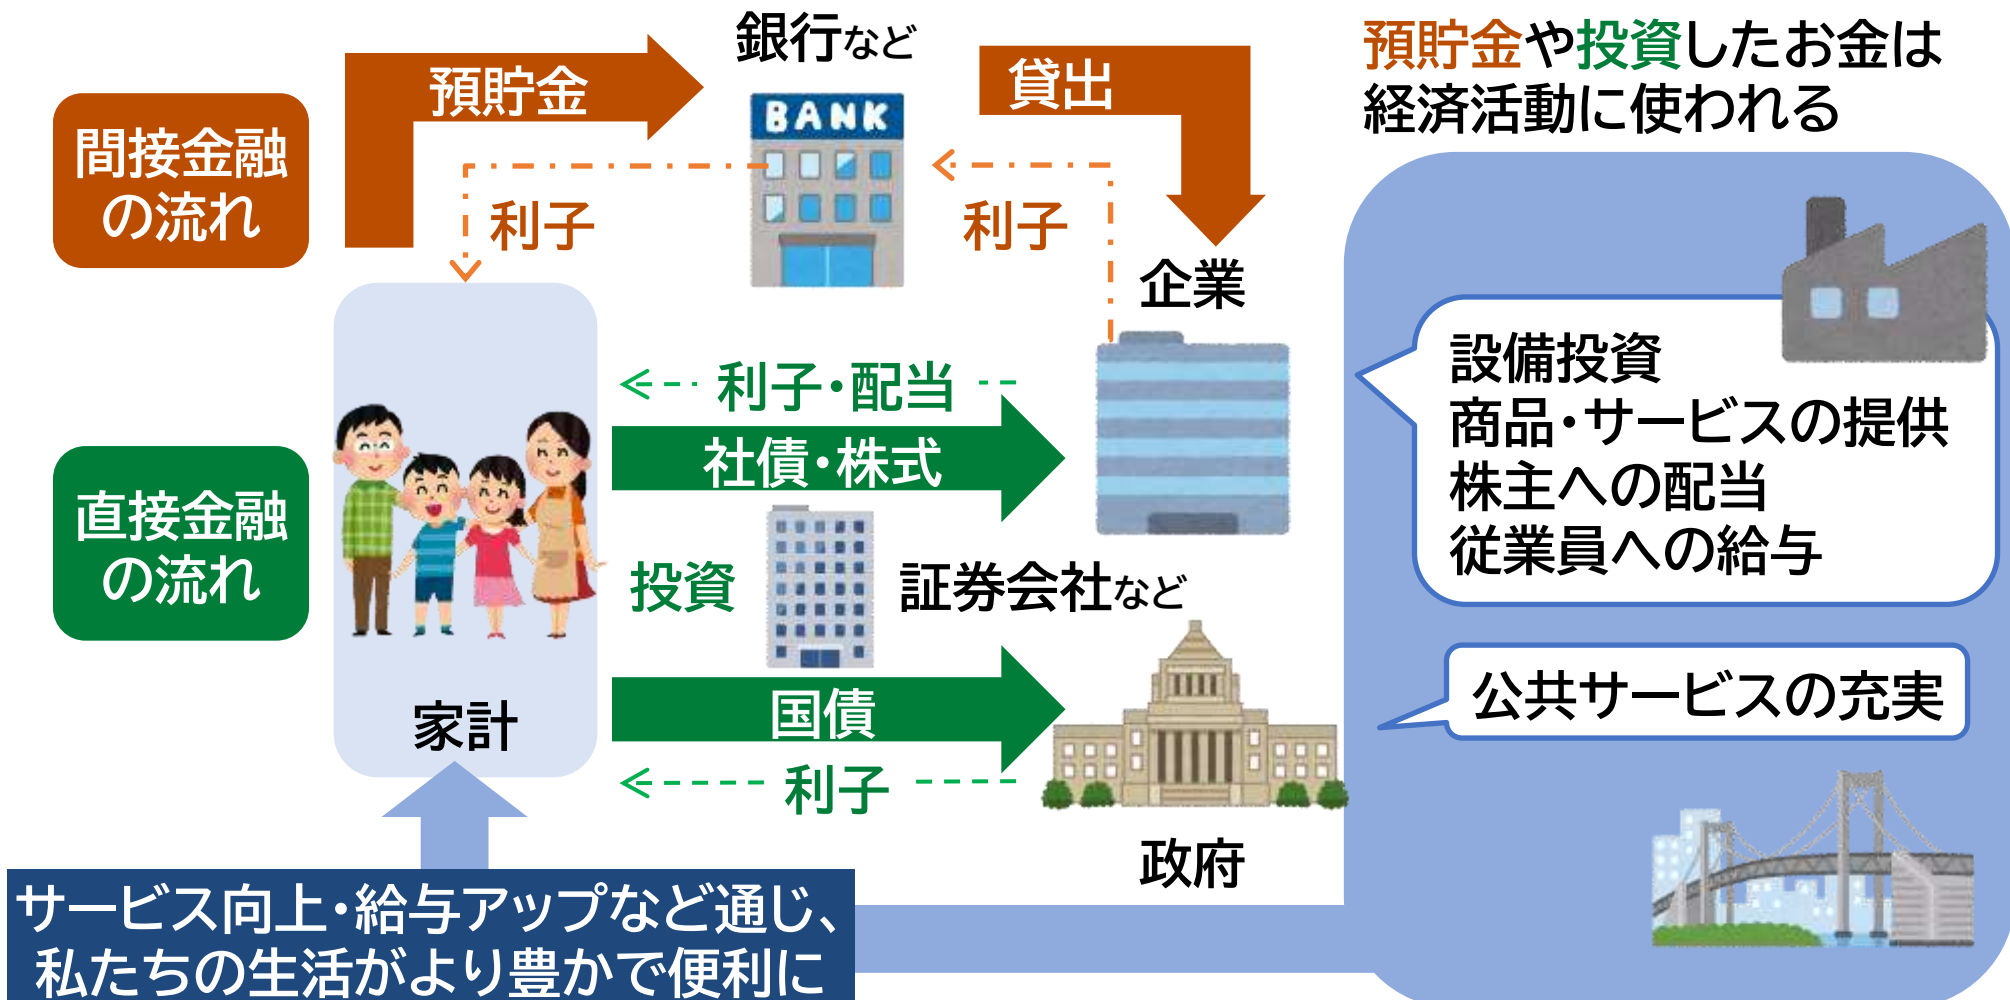 銀行など
預貯金
貸出
BANK
間接金融
の流れ
利子
利子
企業
利子・配当
社債・株式
直接金融
の流れ
投資
証券会社など
家計
国債
利子
政府
預貯金や投資したお金は
経済活動に使われる
設備投資
商品・サービスの提供
株主への配当
従業員への給与
公共サービスの充実
サービス向上・給与アップなど通じ、
私たちの生活がより豊かで便利に